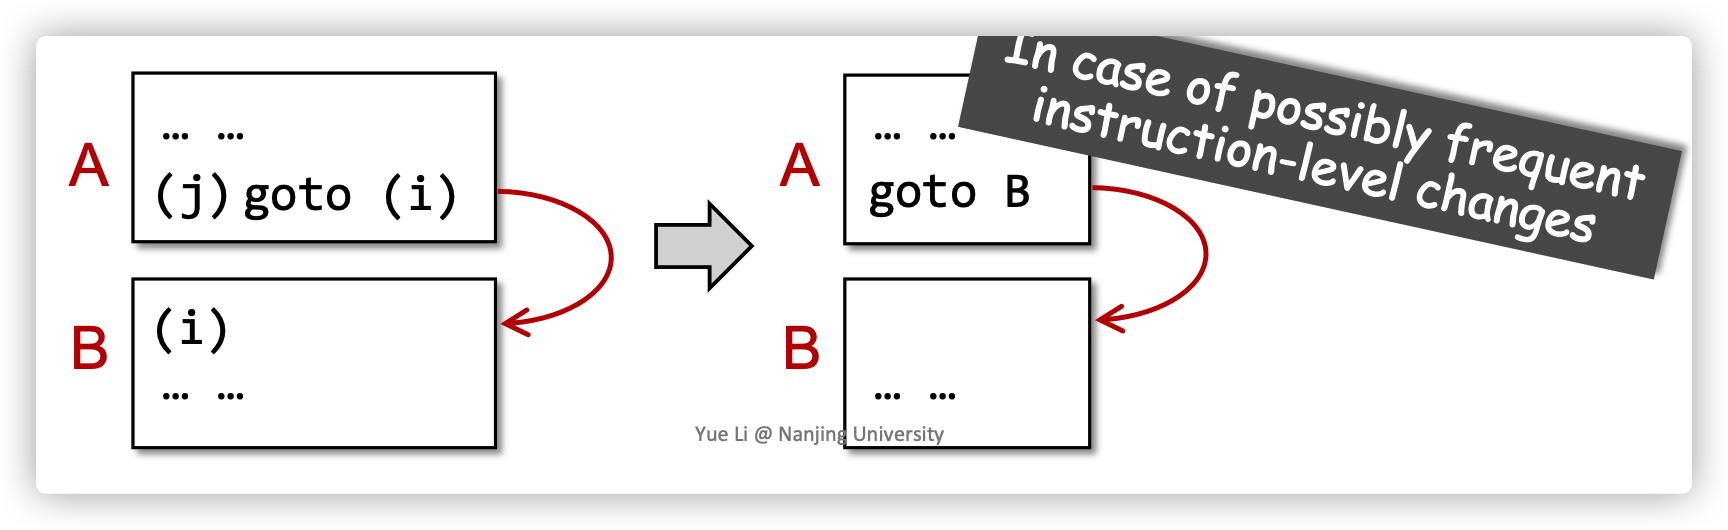 … …
A
(j) goto (i)
B
(i)
… …
… …
A
goto B
B
… …
In case of possibly frequent
instruction-level changes
Yue Li @ Nanjing University